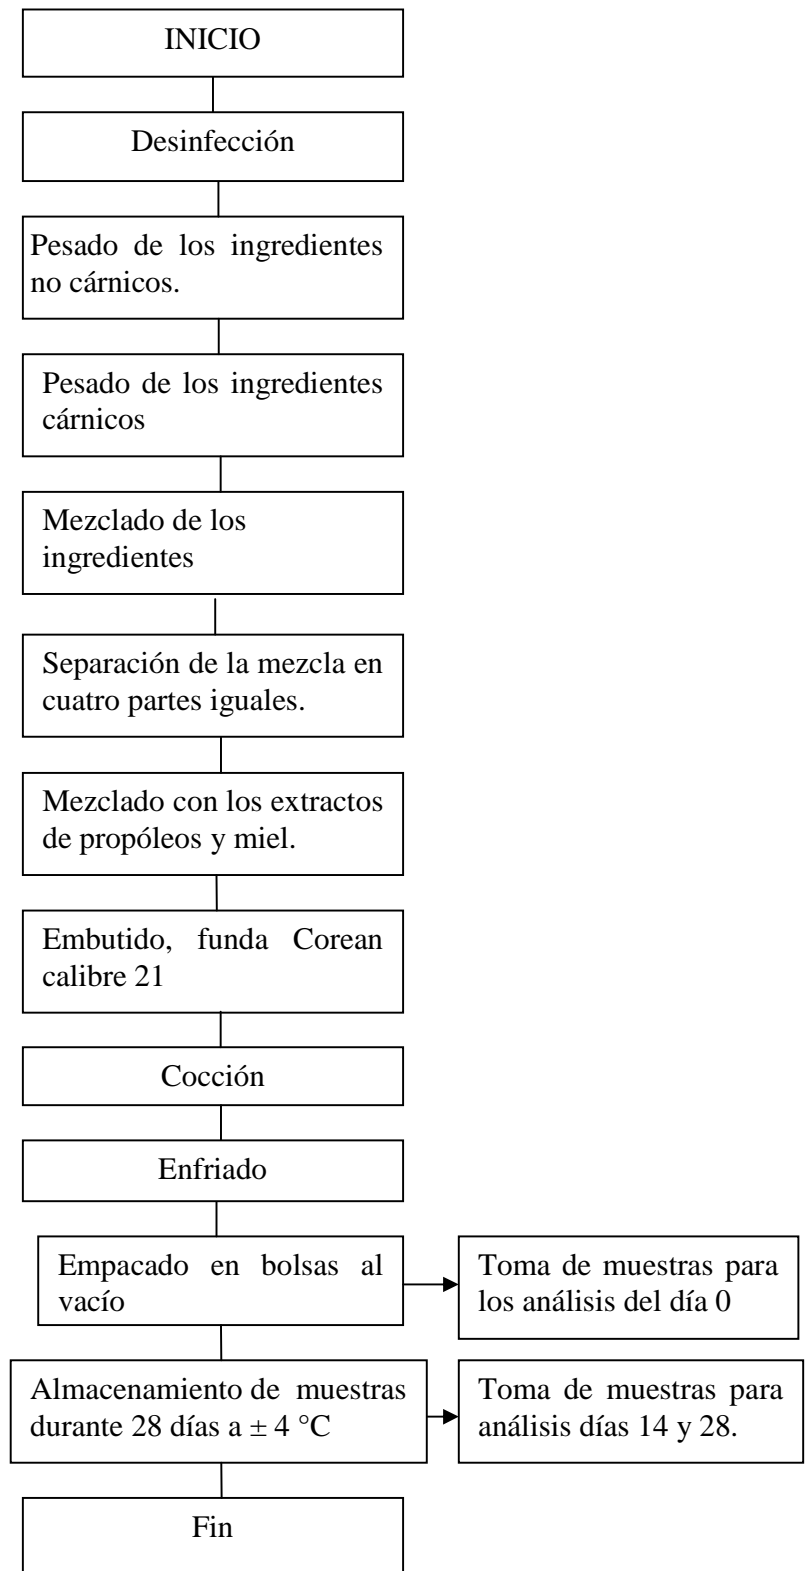 INICIO
Desinfección
Pesado de los ingredientes
no cárnicos.
Pesado de los ingredientes
cárnicos
Mezclado de los
ingredientes
Separación de la mezcla en
cuatro partes iguales.
Mezclado con los extractos
de propóleos y miel.
Embutido, funda Corean
calibre 21
Cocción
Enfriado
Empacado en bolsas al
vacío
Toma de muestras para
los análisis del día 0
Almacenamiento de muestras
durante 28 días a ± 4 °C
Toma de muestras para
análisis días 14 y 28.
Fin